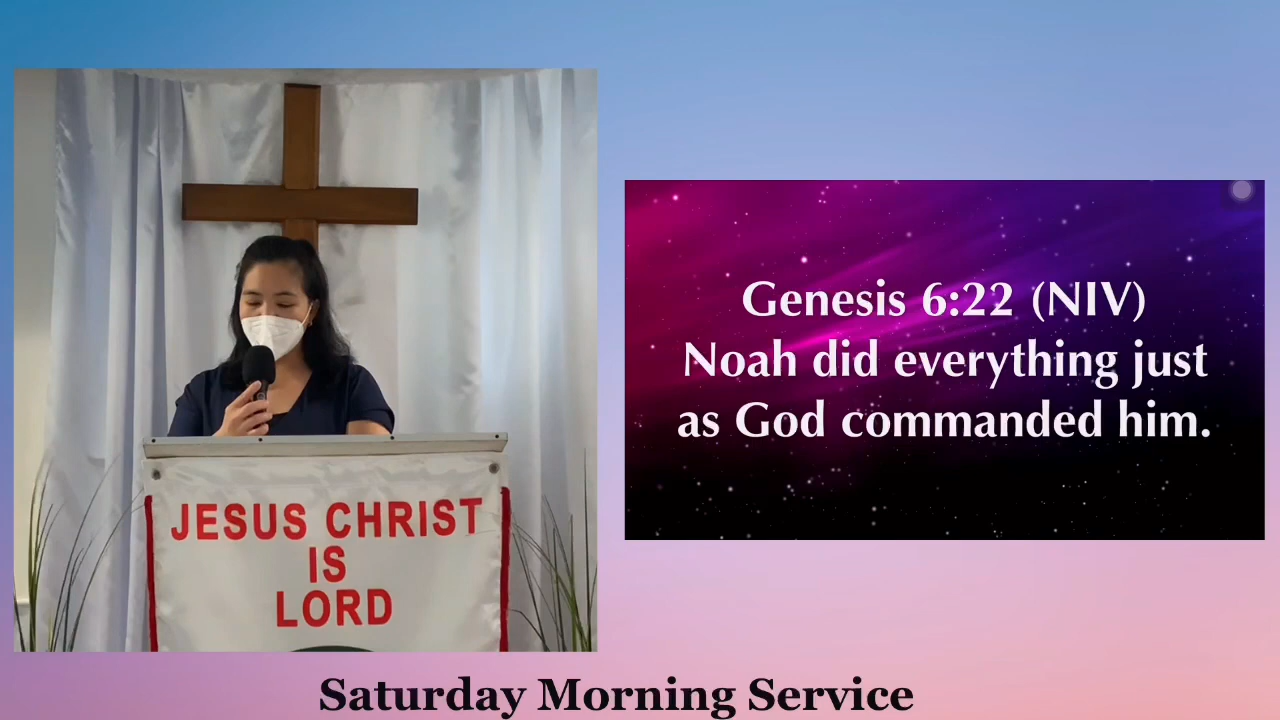 JESUS CHRIST
IS
LORD
Genesis 6:22 (NIV)
Noah did everything just
as God commanded him.
Saturday Morning Service